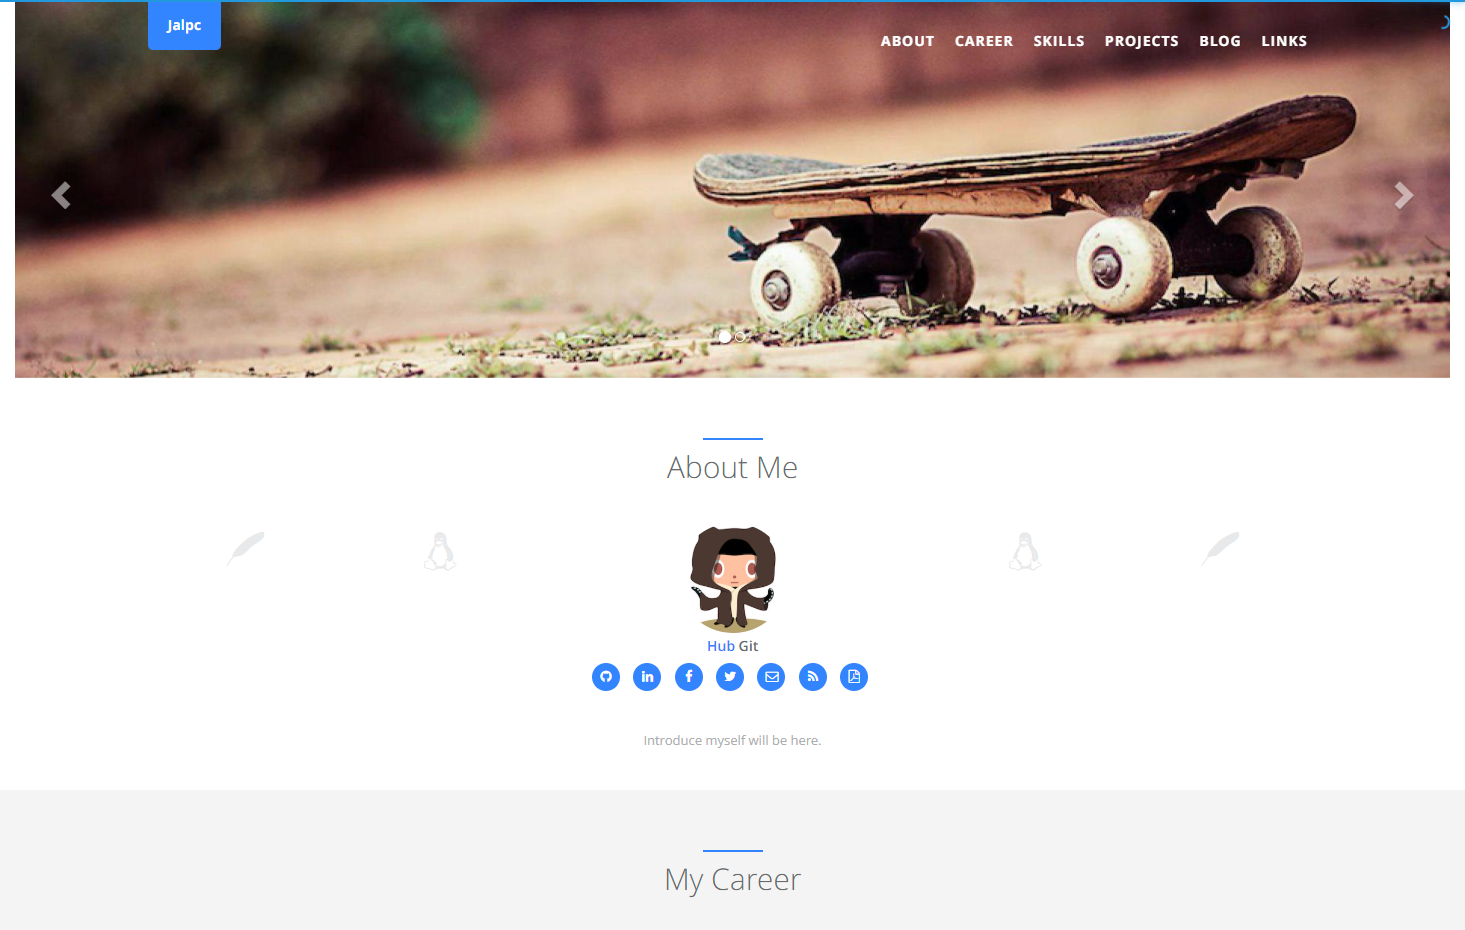 Jalpc
ABOUT CAREER SKILLS PROJECTS BLOG LINKS
About Me
Hub Git
Introduce myself will be here.
My Career